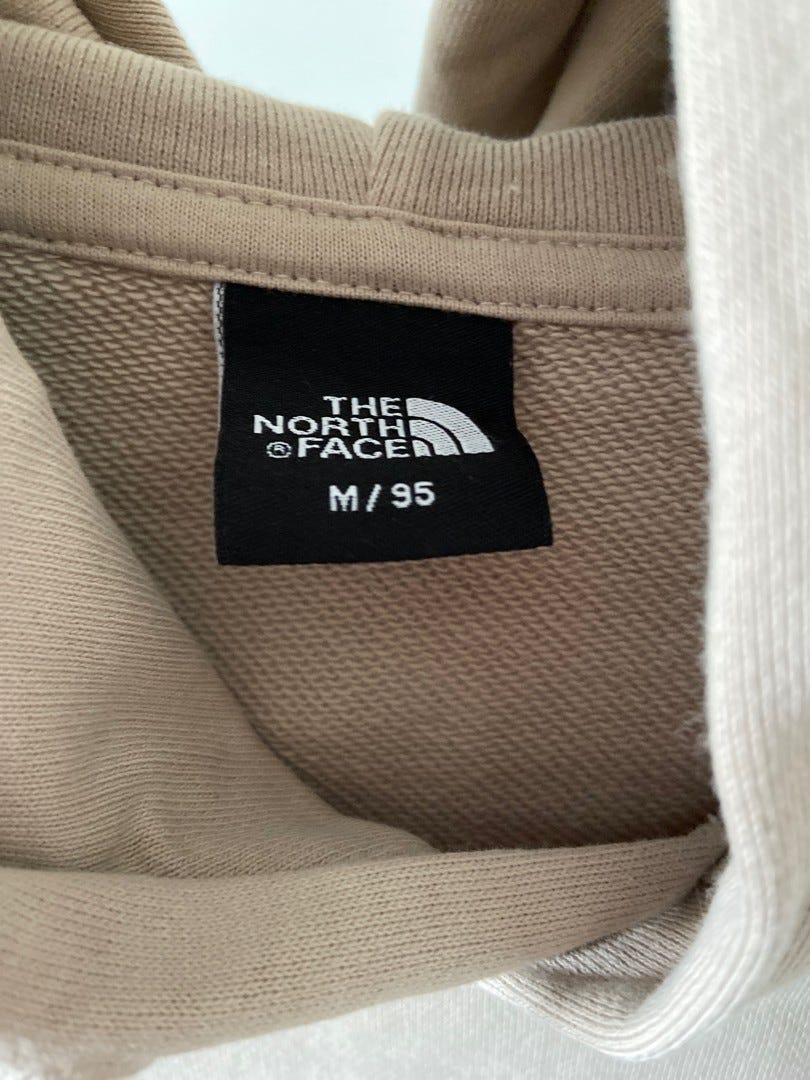 THE
NORTH
® FACE
M / 95